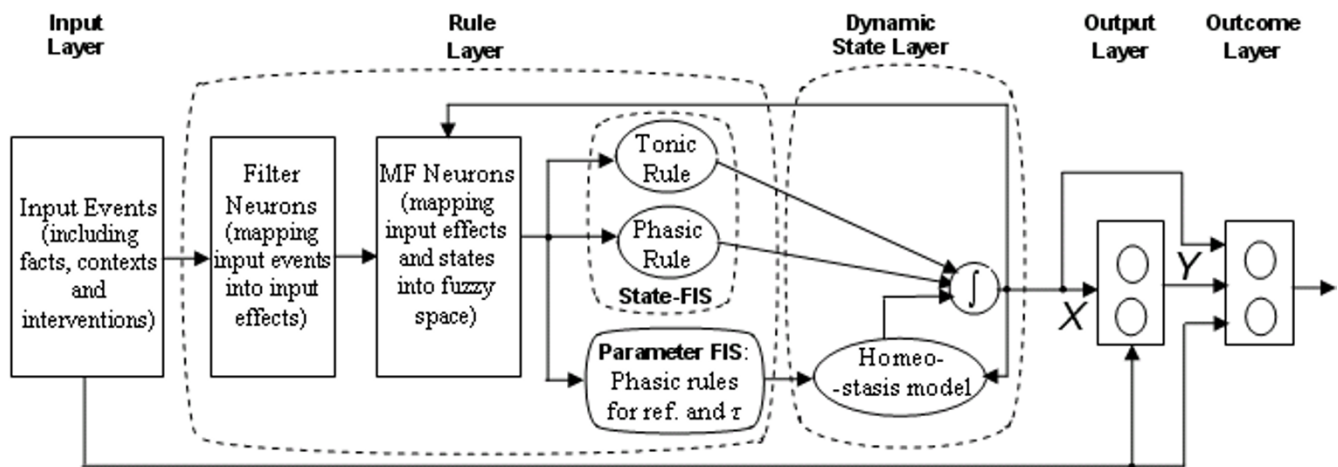 Input
Layer
Rule
Layer
Dynamic
State Layer
Output
Layer
Outcome
Layer
Input Events
(including
facts, contexts
and
interventions)
Filter
Neurons
(mapping
input events
into input
effects)
MF Neurons
(mapping
input effects
and states
into fuzzy
space)
Tonic
Rule
Phasic
Rule
State-FIS
Parameter FIS:
Phasic rules
for ref. and τ
∫
Homeo-
-stasis model
X
Y